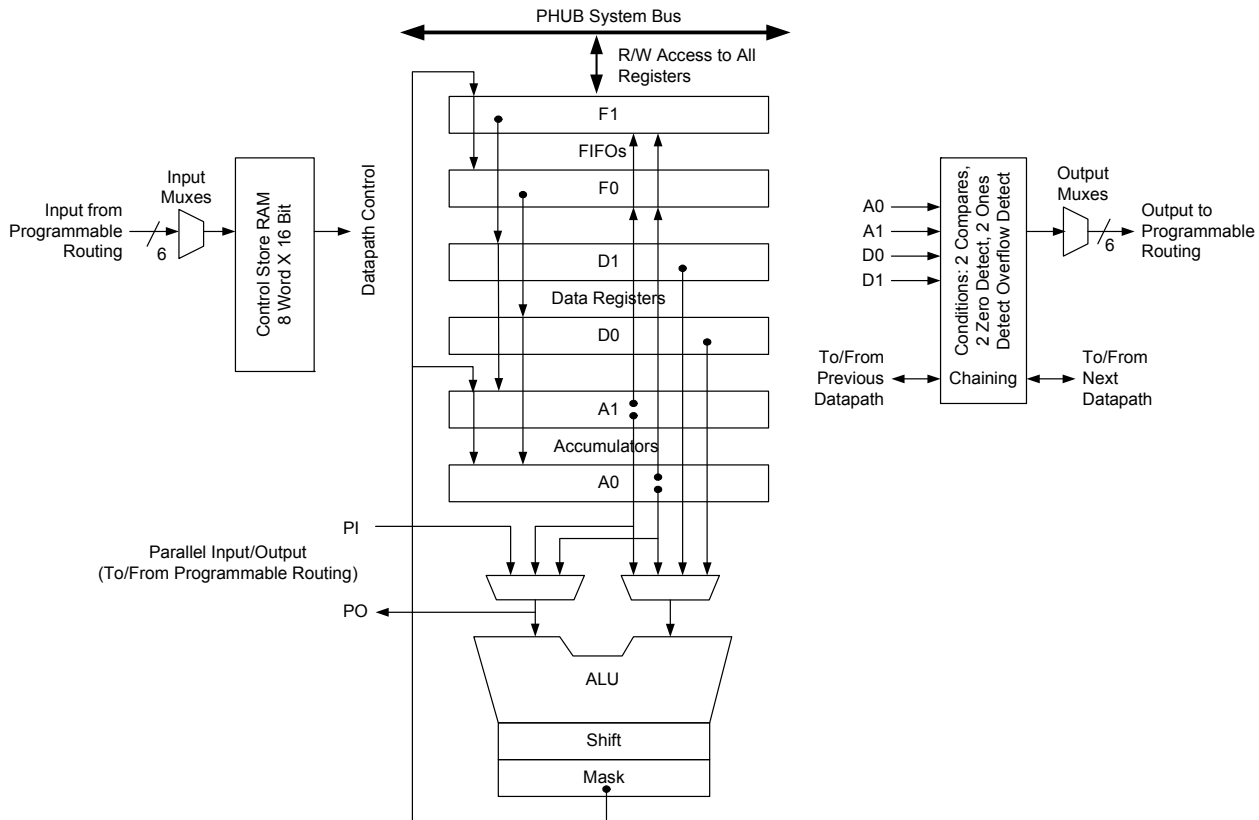 PHUB System Bus
R/W Access to All
Registers
F1
FIFOs
F0
D1
Data Registers
D0
A1
Accumulators
A0
Input from
Programmable
Routing
6
Input
Muxes
Control Store RAM
8 Word X 16 Bit
Datapath Control
PI
Parallel Input/Output
(To/From Programmable Routing)
PO
ALU
Shift
Mask
A0
A1
D0
D1
Conditions: 2 Compares,
2 Zero Detect, 2 Ones
Detect Overflow Detect
Chaining
To/From
Previous
Datapath
To/From
Next
Datapath
Output
Muxes
6
Output to
Programmable
Routing